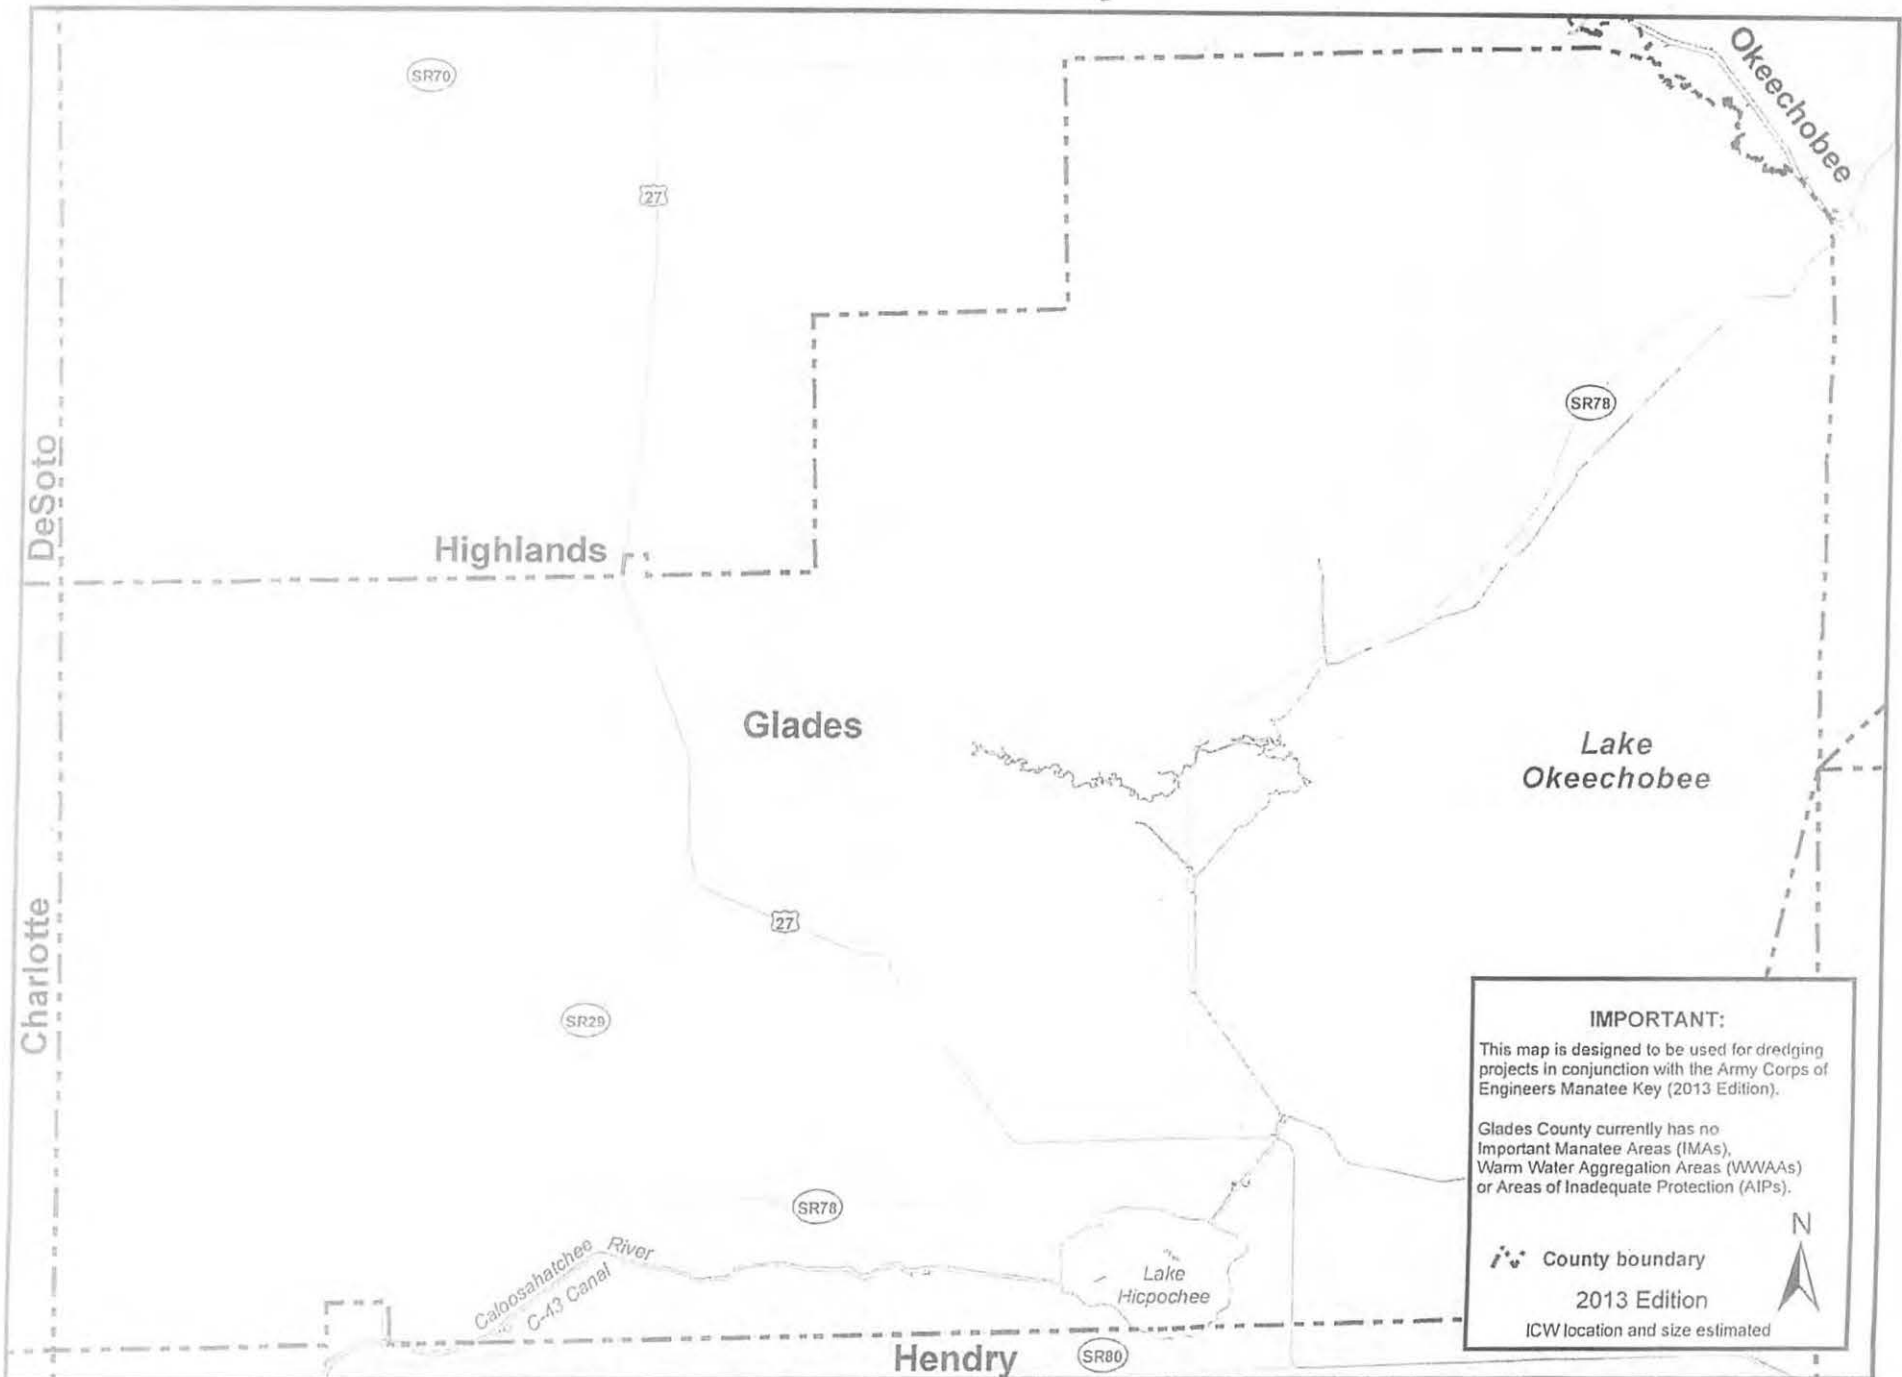 Okeechobee
SR70
27
SR78
DeSoto
Highlands
Glades
Lake
Okeechobee
Charlotte
27
SR29
IMPORTANT:
This map is designed to be used for dredging
projects in conjunction with the Army Corps of
Engineers Manatee Key (2013 Edition).
Glades County currently has no
Important Manatee Areas (IMAs),
Warm Water Aggregation Areas (WWAAs)
or Areas of Inadequate Protection (AIPs).
N
County boundary
2013 Edition
ICW location and size estimated
SR78
Caloosahatchee River
C-43 Canal
Lake
Hicpochee
Hendry
SR80